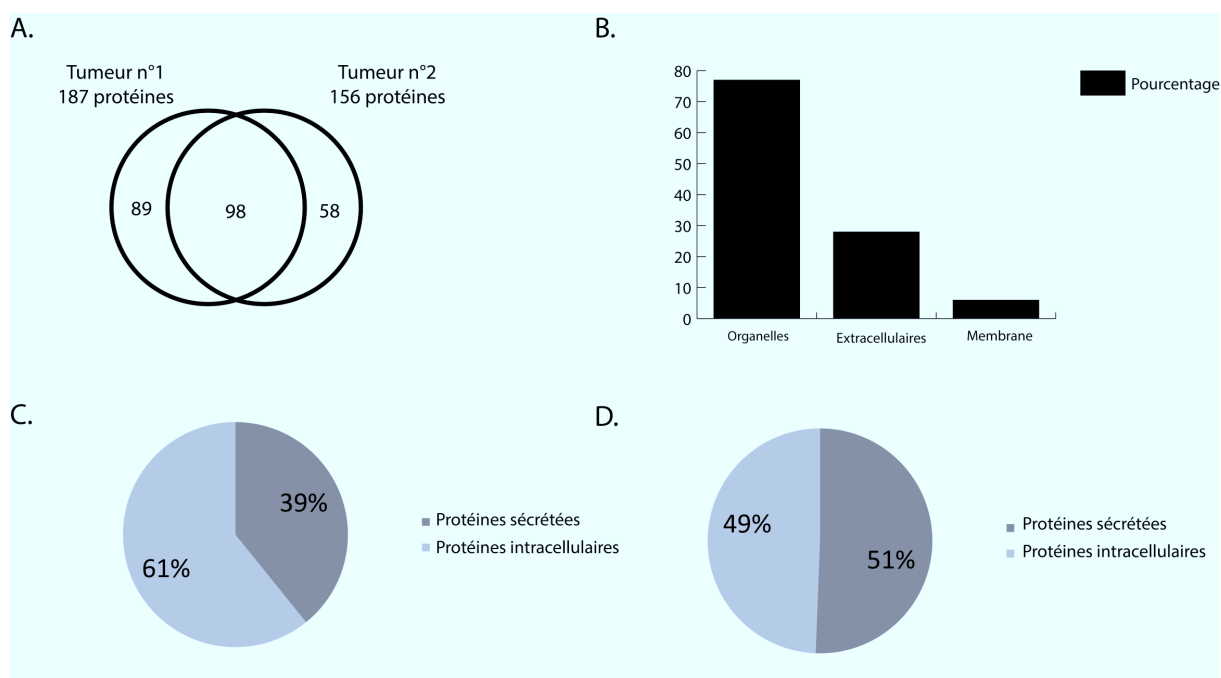 A.
Tumeur n°1
187 protéines
Tumeur n°2
156 protéines
89
98
58
B.
80
70
60
50
40
30
20
10
0
Organelles
Extracellulaires
Membrane
Pourcentage
C.
39%
61%
Protéines sécrétées
Protéines intracellulaires
D.
49%
51%
Protéines sécrétées
Protéines intracellulaires